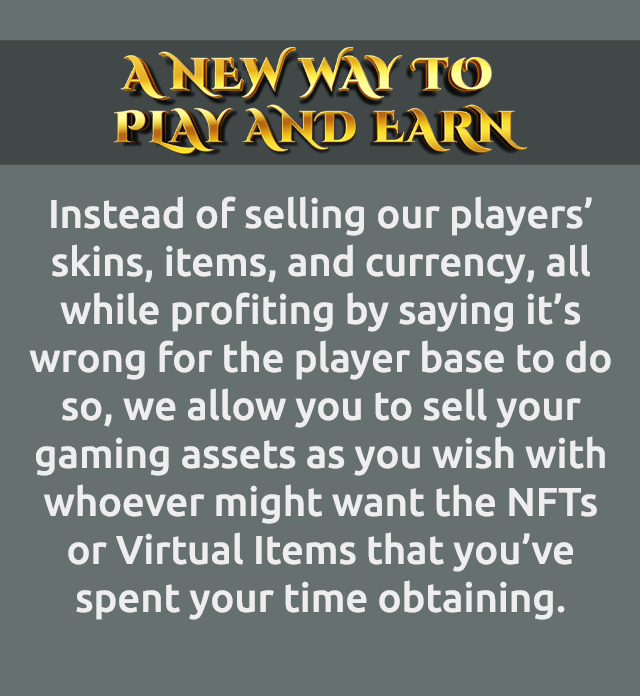 A NEW WAY TO
PLAY AND EARN
Instead of selling our players’
skins, items, and currency, all
while profiting by saying it’s
wrong for the player base to do
so, we allow you to sell your
gaming assets as you wish with
whoever might want the NFTs
or Virtual Items that you’ve
spent your time obtaining.